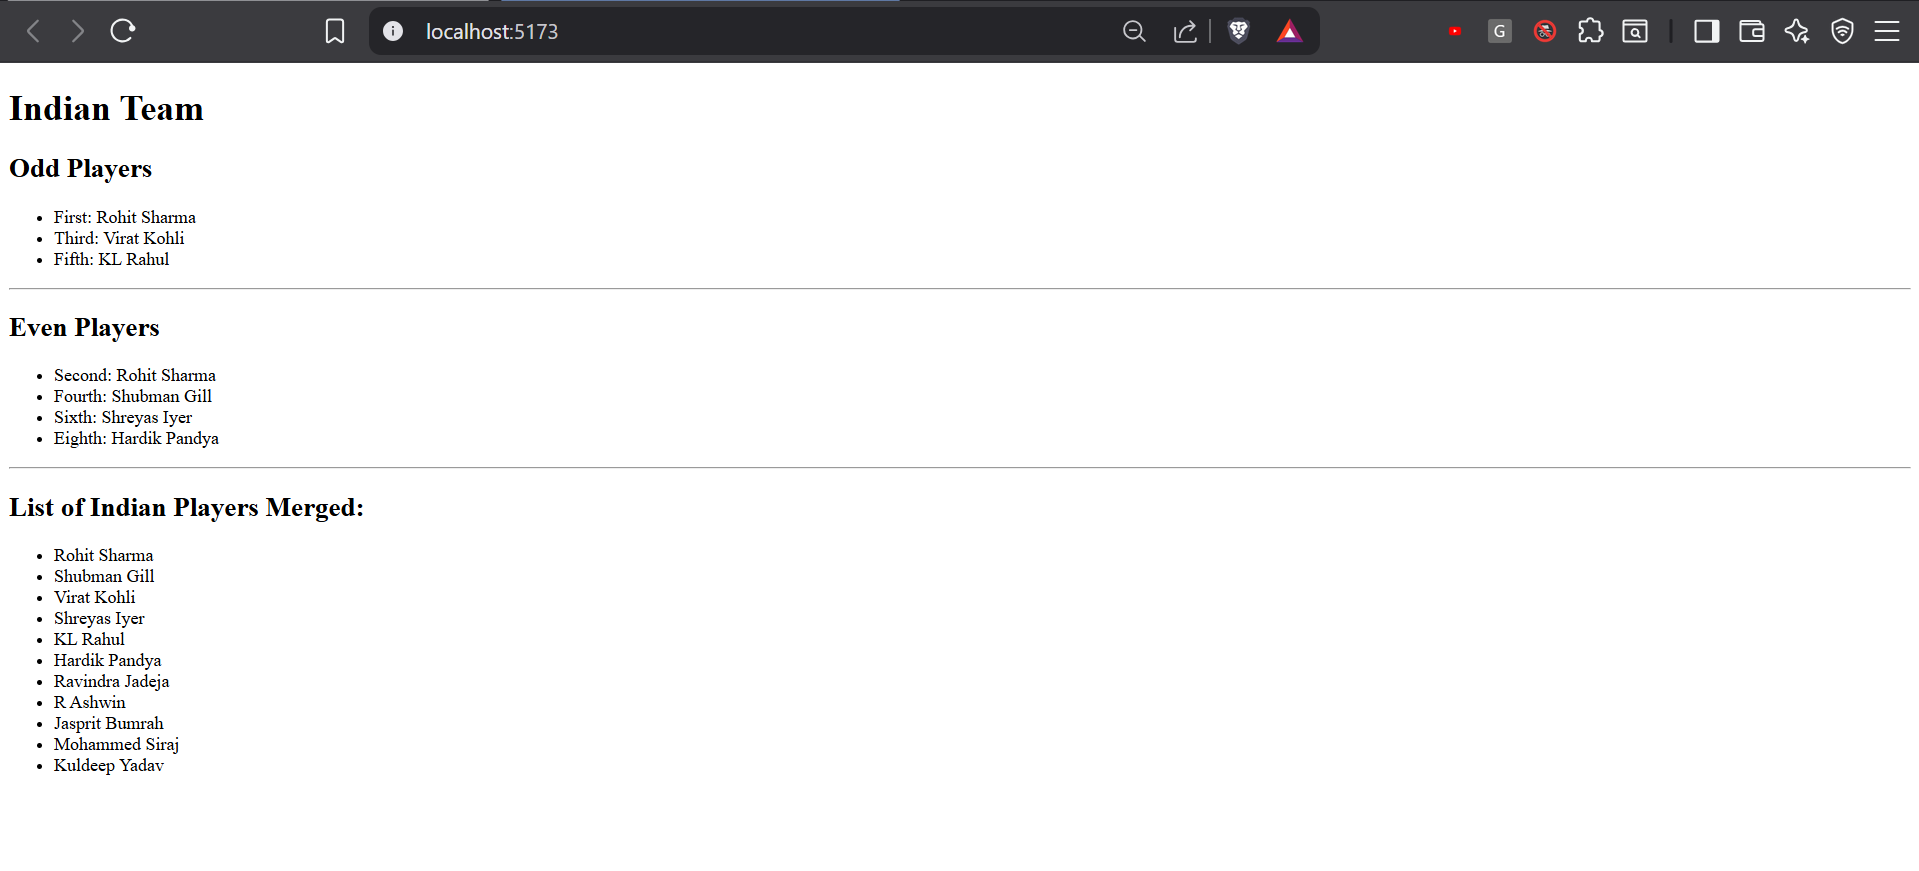 localhost:5173
G
Indian Team
Odd Players
First: Rohit Sharma
Third: Virat Kohli
Fifth: KL Rahul
Even Players
Second: Rohit Sharma
Fourth: Shubman Gill
Sixth: Shreyas Iyer
Eighth: Hardik Pandya
List of Indian Players Merged:
Rohit Sharma
Shubman Gill
Virat Kohli
Shreyas Iyer
KL Rahul
Hardik Pandya
Ravindra Jadeja
R Ashwin
Jasprit Bumrah
Mohammed Siraj
Kuldeep Yadav